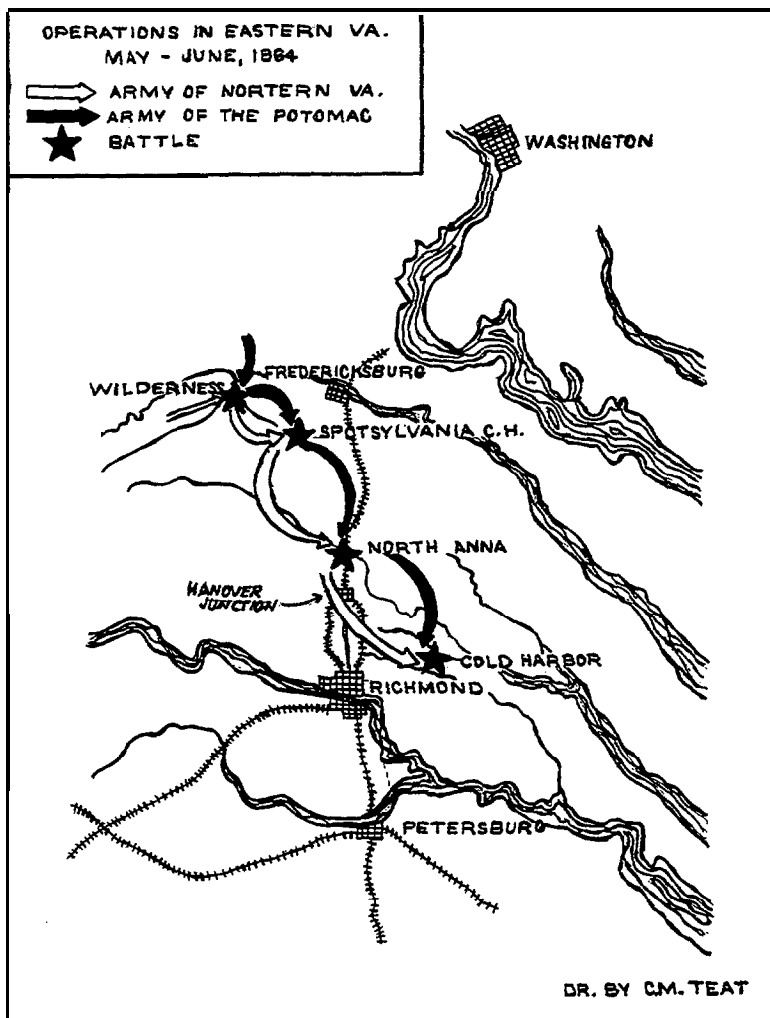 OPERATIONS IN EASTERN VA.
MAY - JUNE, 1864
ARMY OF NORTERN VA.
ARMY OF THE POTOMAC
BATTLE
WASHINGTON
FREDERICKSBURG
WILDERNESS
SPOTSYLVANIA C.H.
NORTH ANNA
HANOVER
JUNCTION
COLD HARBOR
RICHMOND
PETERSBURG
DR. BY C.M. TEAT